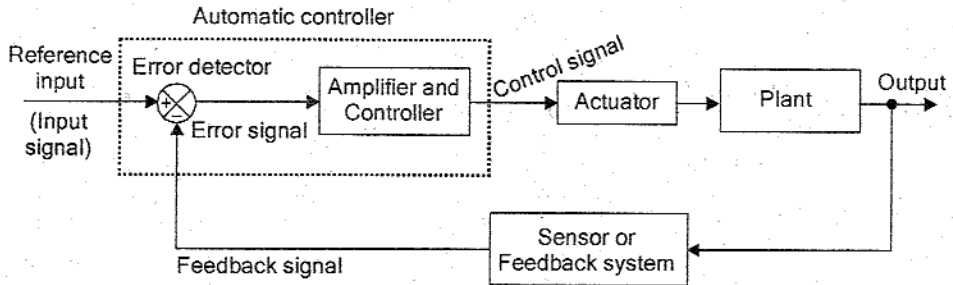 Automatic controller
Reference
input
(Input
signal)
Error detector
+
−
Error signal
Amplifier and
Controller
Control signal
Actuator
Plant
Output
Sensor or
Feedback system
Feedback signal